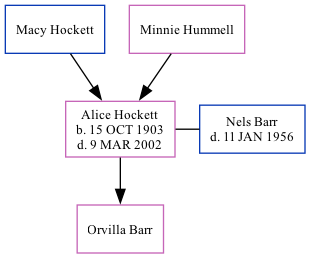 Macy Hockett
Minnie Hummell
Alice Hockett
b. 15 OCT 1903
d. 9 MAR 2002
Nels Barr
d. 11 JAN 1956
Orvilla Barr